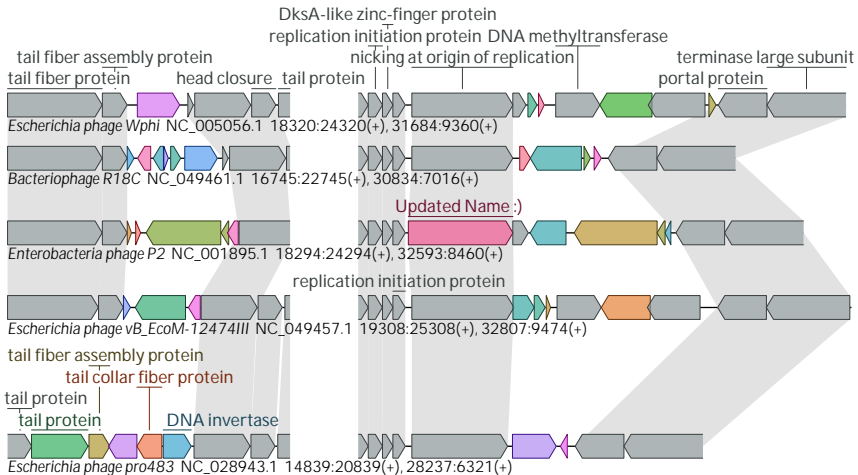 DksA-like zinc-finger protein
replication initiation protein DNA methyltransferase
tail fiber assembly protein nicking at origin of replication terminase large subunit
tail fiber protein head closure tail protein portal protein
Escherichia phage Wphi NC_005056.1 18320:24320(+), 31684:9360(+)
Bacteriophage R18C NC_049461.1 16745:22745(+), 30834:7016(+)
Updated Name :)
Enterobacteria phage P2 NC_001895.1 18294:24294(+), 32593:8460(+)
replication initiation protein
Escherichia phage vB_EcoM-12474III NC_049457.1 19308:25308(+), 32807:9474(+)
tail fiber assembly protein
tail collar fiber protein
tail protein
tail protein DNA invertase
Escherichia phage pro483 NC_028943.1 14839:20839(+), 28237:6321(+)